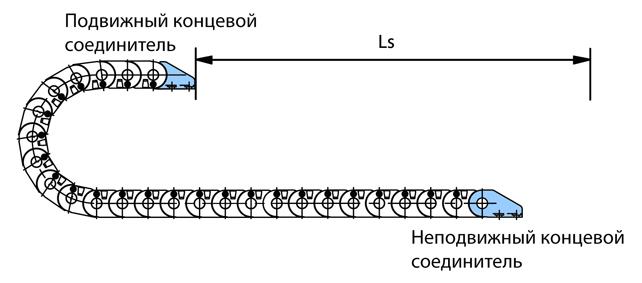 Подвижный концевой
соединитель
Ls
Неподвижный концевой
соединитель